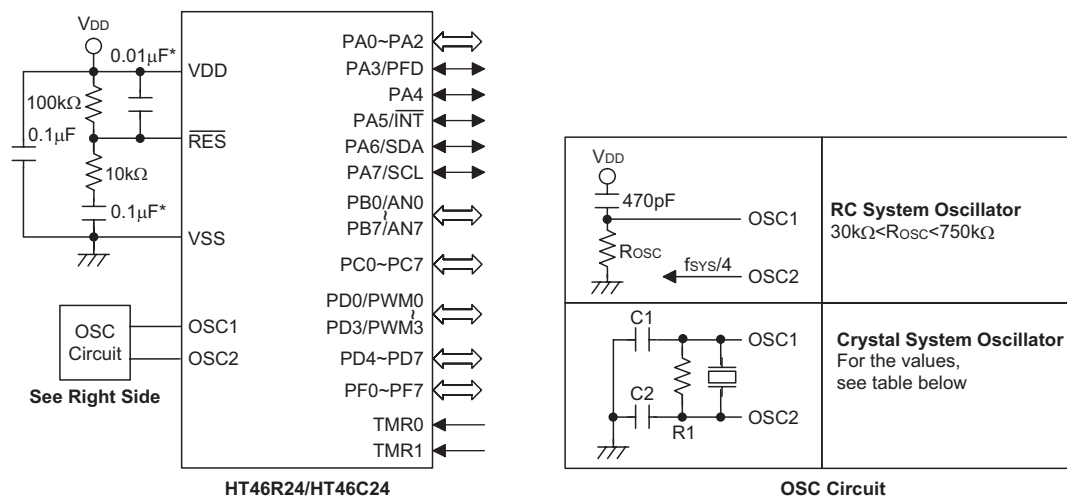 VDD
0.01μF*
VDD
100kΩ
0.1μF
RES
10kΩ
0.1μF*
VSS
OSC
Circuit
OSC1
OSC2
See Right Side
PA0~PA2
PA3/PFD
PA4
PA5/INT
PA6/SDA
PA7/SCL
PB0/AN0
~
PB7/AN7
PC0~PC7
PD0/PWM0
~
PD3/PWM3
PD4~PD7
PF0~PF7
TMR0
TMR1
HT46R24/HT46C24
VDD
470pF
OSC1
ROSC
fSYS/4
OSC2
RC System Oscillator
30kΩ<ROSC<750kΩ
C1
OSC1
C2
R1
OSC2
Crystal System Oscillator
For the values,
see table below
OSC Circuit